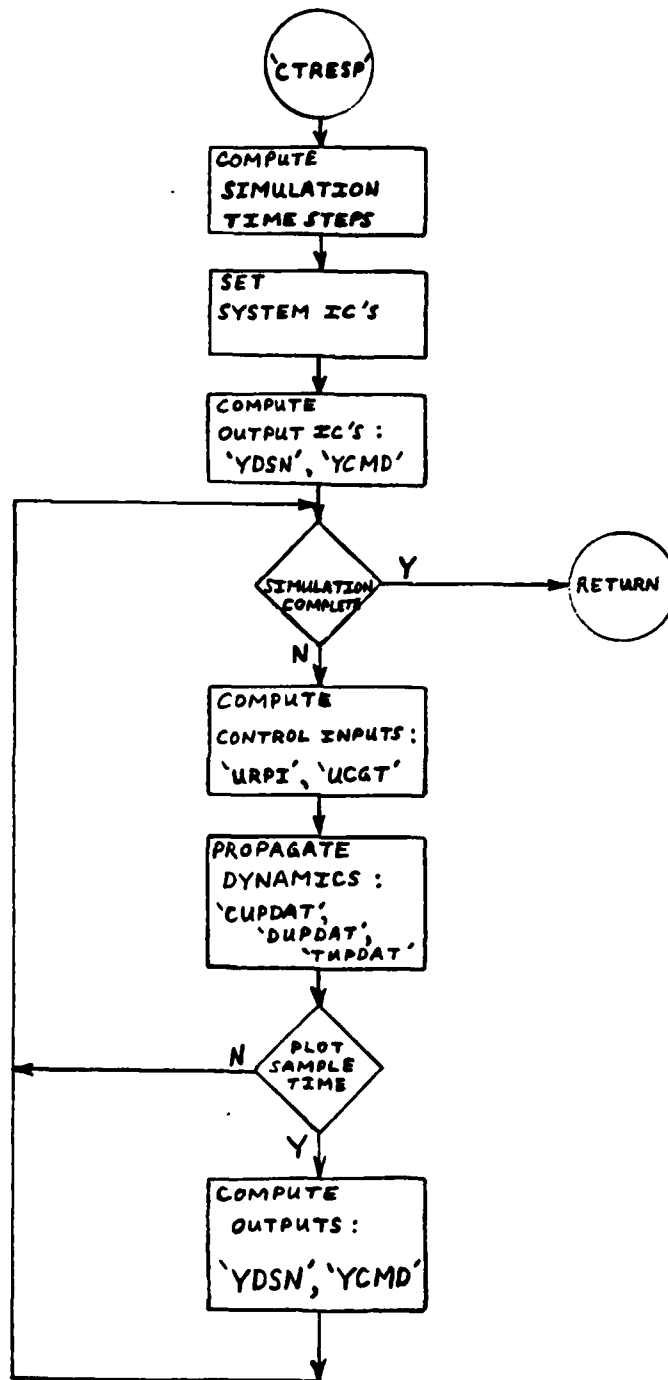 'CTRESP'
COMPUTE
SIMULATION
TIME STEPS
SET
SYSTEM IC'S
COMPUTE
OUTPUT IC'S :
'YDSN', 'YCMD'
SIMULATION
COMPLETE
Y
RETURN
N
COMPUTE
CONTROL INPUTS :
'URPI', 'UCGT'
PROPAGATE
DYNAMICS :
'CUPDAT',
'DUPDAT',
'TUPDAT'
N
PLOT
SAMPLE
TIME
Y
COMPUTE
OUTPUTS :
'YDSN', 'YCMD'